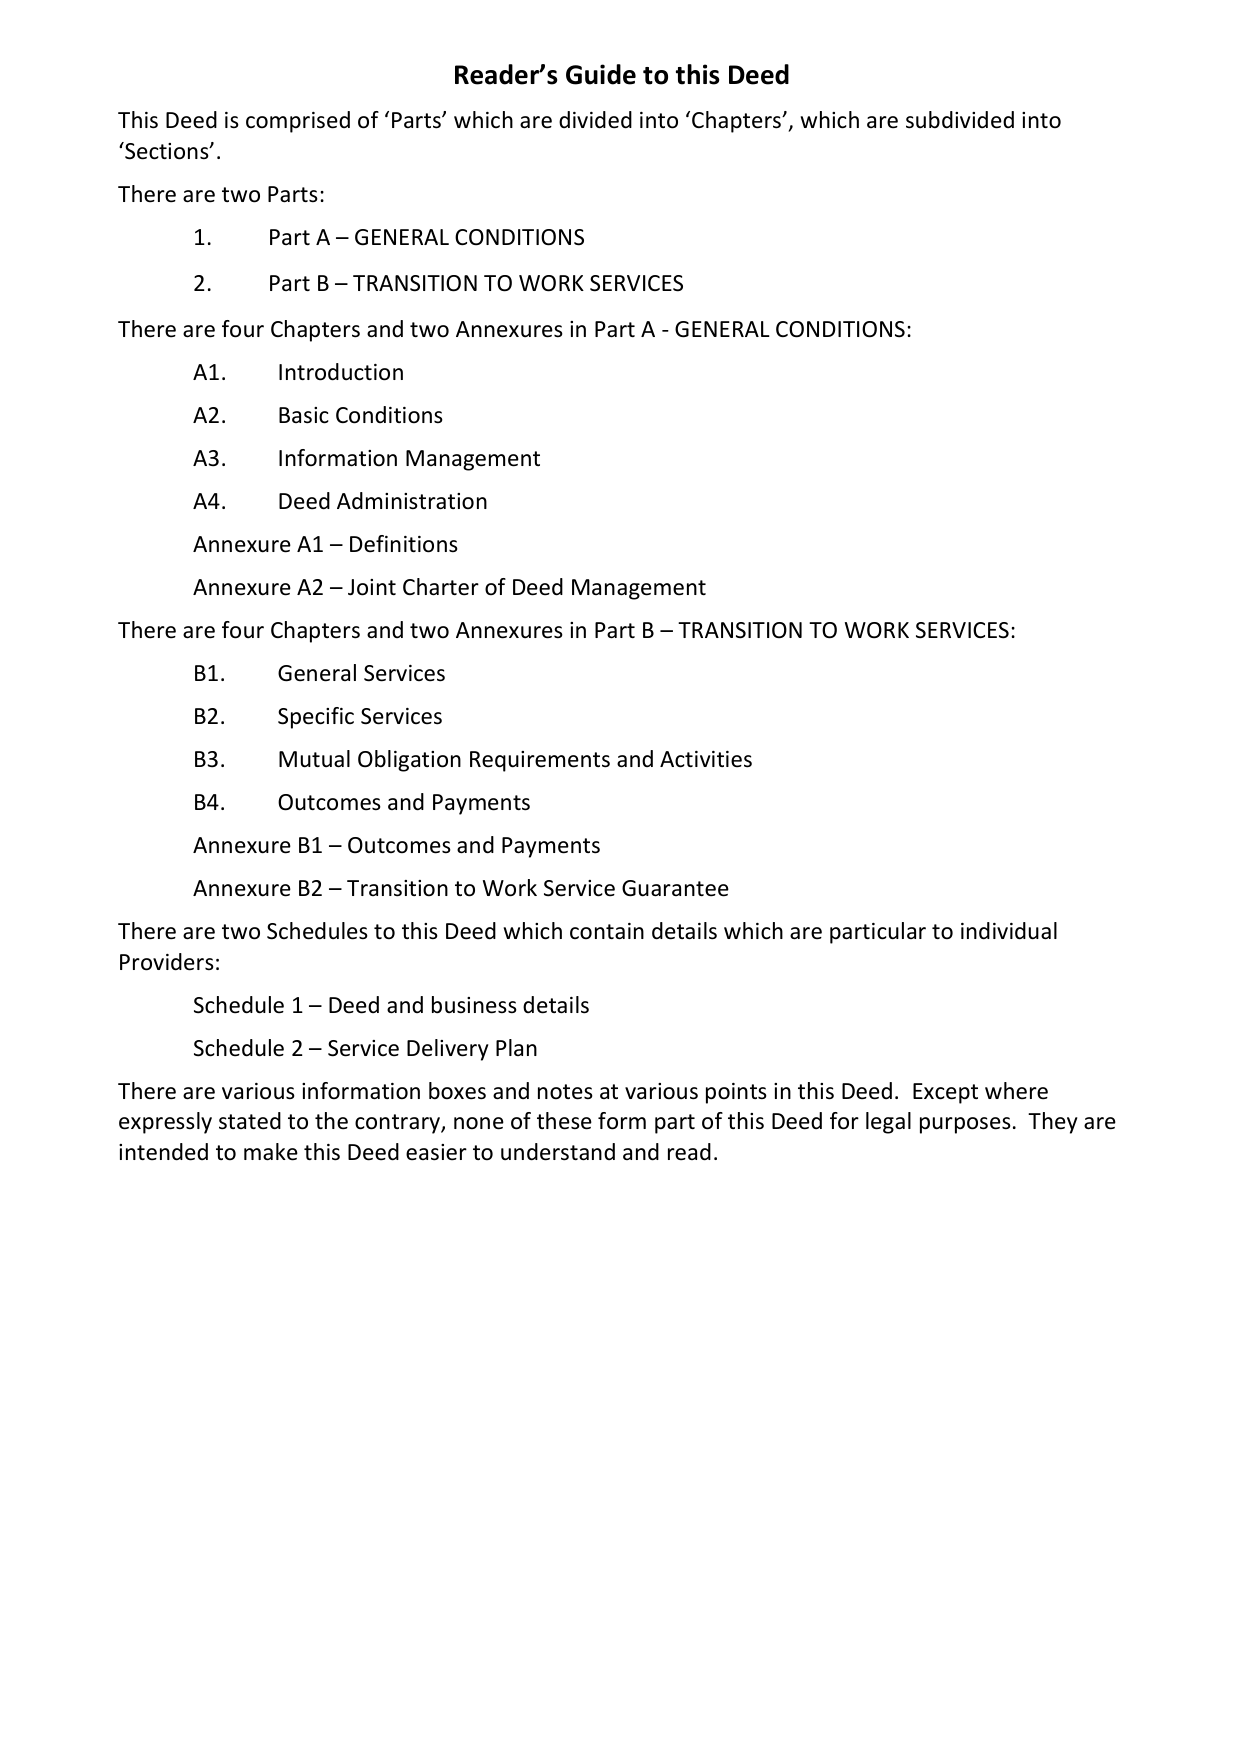 Reader’s Guide to this Deed
This Deed is comprised of ‘Parts’ which are divided into ‘Chapters’, which are subdivided into
‘Sections’.
There are two Parts:
1. Part A – GENERAL CONDITIONS
2. Part B – TRANSITION TO WORK SERVICES
There are four Chapters and two Annexures in Part A - GENERAL CONDITIONS:
A1. Introduction
A2. Basic Conditions
A3. Information Management
A4. Deed Administration
Annexure A1 – Definitions
Annexure A2 – Joint Charter of Deed Management
There are four Chapters and two Annexures in Part B – TRANSITION TO WORK SERVICES:
B1. General Services
B2. Specific Services
B3. Mutual Obligation Requirements and Activities
B4. Outcomes and Payments
Annexure B1 – Outcomes and Payments
Annexure B2 – Transition to Work Service Guarantee
There are two Schedules to this Deed which contain details which are particular to individual
Providers:
Schedule 1 – Deed and business details
Schedule 2 – Service Delivery Plan
There are various information boxes and notes at various points in this Deed.  Except where
expressly stated to the contrary, none of these form part of this Deed for legal purposes.  They are
intended to make this Deed easier to understand and read.